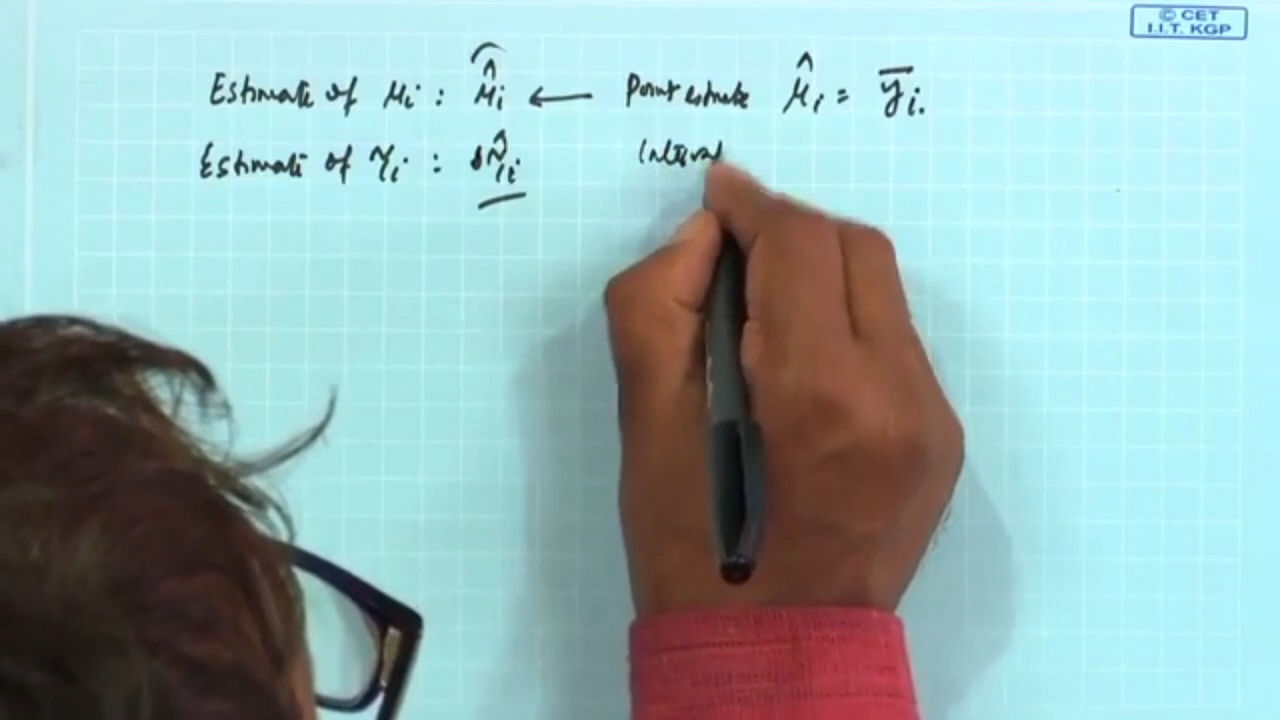 © CET
I.I.T. KGP
Estimate of μi : μ̂i ← Point estimate μ̂i = ȳi.
Estimate of τi : τ̂i Interval